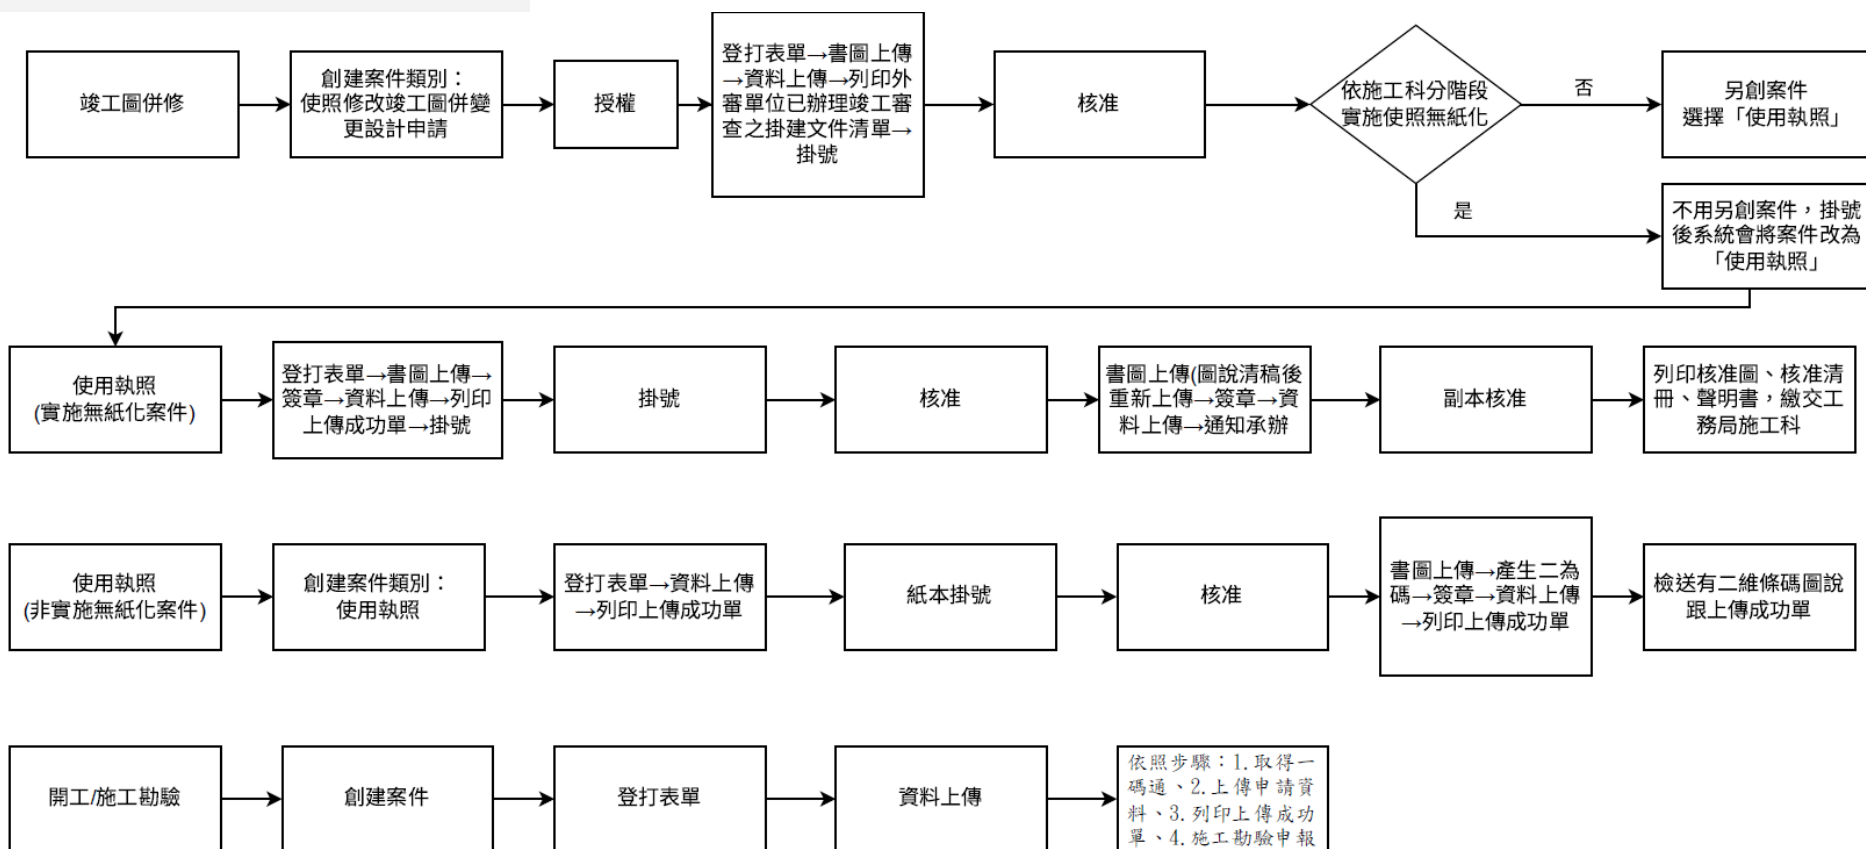 竣工圖併修
創建案件類別：
使照修改竣工圖併變
更設計申請
授權
登打表單→書圖上傳
→資料上傳→列印外
審單位已辦理竣工審
查之掛建文件清單→
掛號
核准
依施工科分階段
實施使照無紙化
否
另創案件
選擇「使用執照」
是
不用另創案件，掛號
後系統會將案件改為
「使用執照」
使用執照
(實施無紙化案件)
登打表單→書圖上傳→
簽章→資料上傳→列印
上傳成功單→掛號
掛號
核准
書圖上傳(圖說清稿後
重新上傳→簽章→資
料上傳→通知承辦
副本核准
列印核准圖、核准清
冊、聲明書，繳交工
務局施工科
使用執照
(非實施無紙化案件)
創建案件類別：
使用執照
登打表單→資料上傳
→列印上傳成功單
紙本掛號
核准
書圖上傳→產生二為
碼→簽章→資料上傳
→列印上傳成功單
檢送有二維條碼圖說
跟上傳成功單
開工/施工勘驗
創建案件
登打表單
資料上傳
依照步驟：1.取得一
碼通、2.上傳申請資
料、3.列印上傳成功
單、4.施工勘驗申報